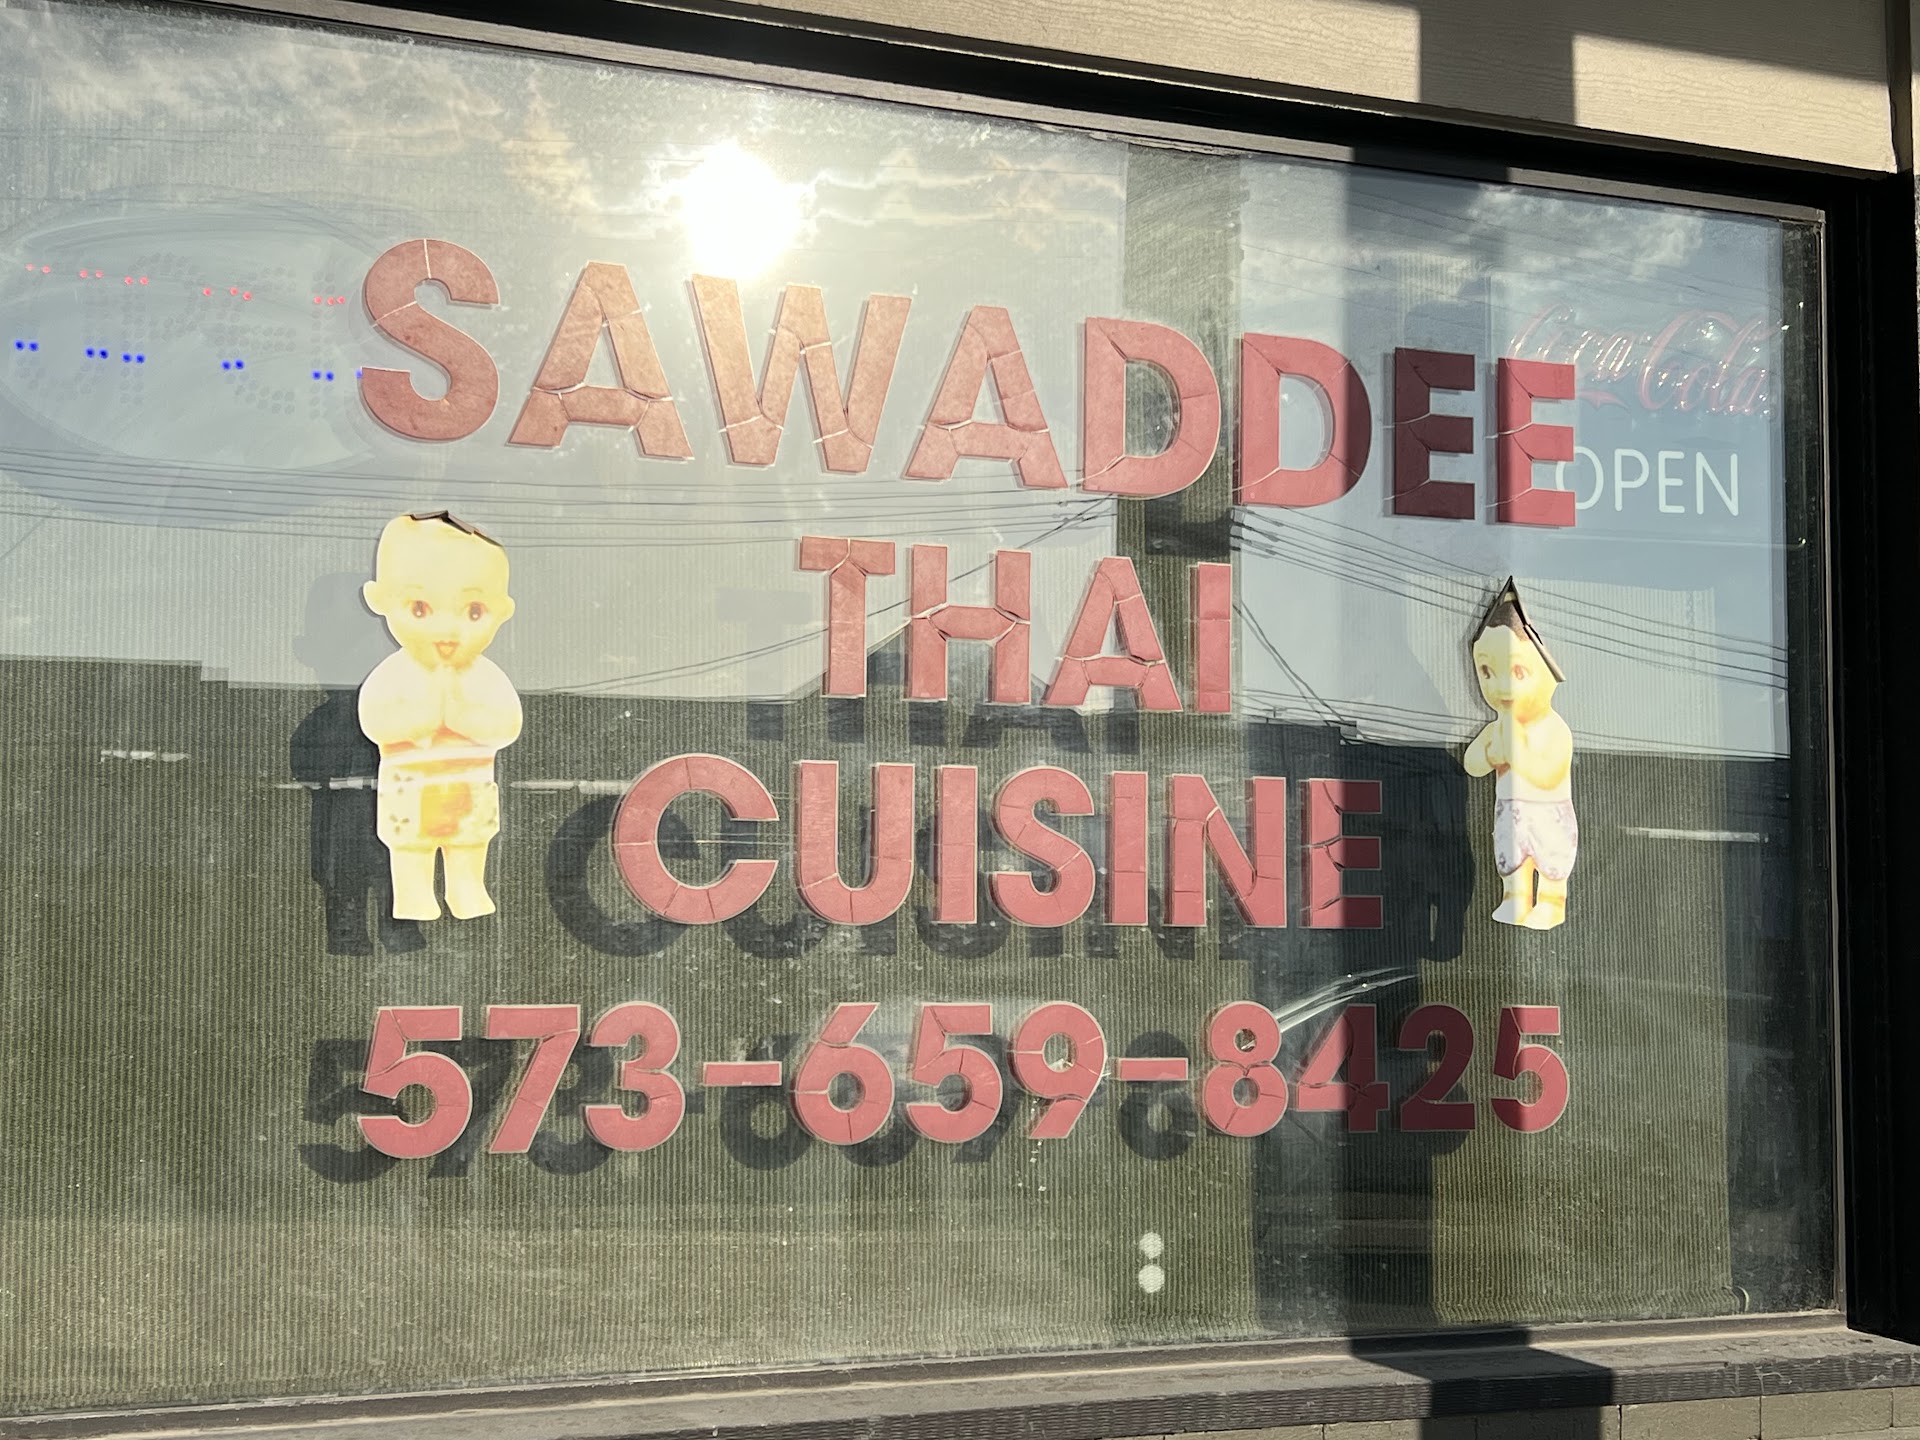 SAWADDEE
Coca-Cola
OPEN
THAI
CUISINE
573-659-8425